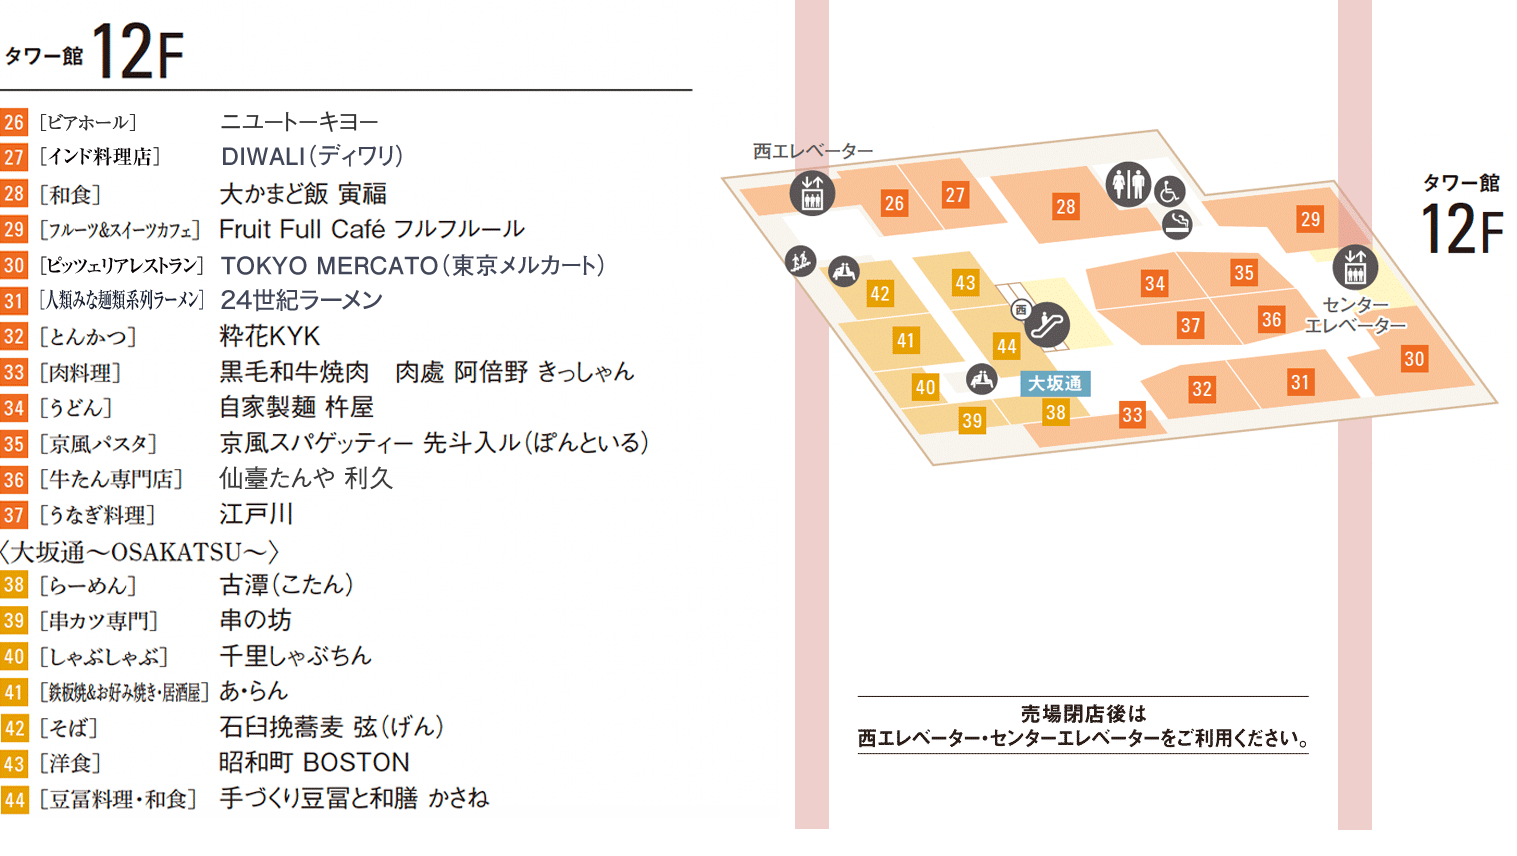 タワー館 12F
26 [ビアホール] ニユートーキヨー
27 [インド料理店] DIWALI(ディワリ)
28 [和食] 大かまど飯 寅福
29 [フルーツ&スイーツカフェ] Fruit Full Café フルフルール
30 [ピッツェリアレストラン] TOKYO MERCATO(東京メルカート)
31 [人類みな麺類系列ラーメン] 24世紀ラーメン
32 [とんかつ] 粋花KYK
33 [肉料理] 黒毛和牛焼肉 肉處 阿倍野 きっしゃん
34 [うどん] 自家製麺 杵屋
35 [京風パスタ] 京風スパゲッティー 先斗入ル(ぽんといる)
36 [牛たん専門店] 仙臺たんや 利久
37 [うなぎ料理] 江戸川
〈大坂通〜OSAKATSU〜〉
38 [らーめん] 古潭(こたん)
39 [串カツ専門] 串の坊
40 [しゃぶしゃぶ] 千里しゃぶちん
41 [鉄板焼&お好み焼き・居酒屋] あ・らん
42 [そば] 石臼挽蕎麦 弦(げん)
43 [洋食] 昭和町 BOSTON
44 [豆冨料理・和食] 手づくり豆冨と和膳 かさね
西エレベーター
タワー館
12F
26
27
28
29
42
43
34
35
センター
エレベーター
西
41
44
37
36
30
40
大坂通
39
38
33
32
31
売場閉店後は
西エレベーター・センターエレベーターをご利用ください。